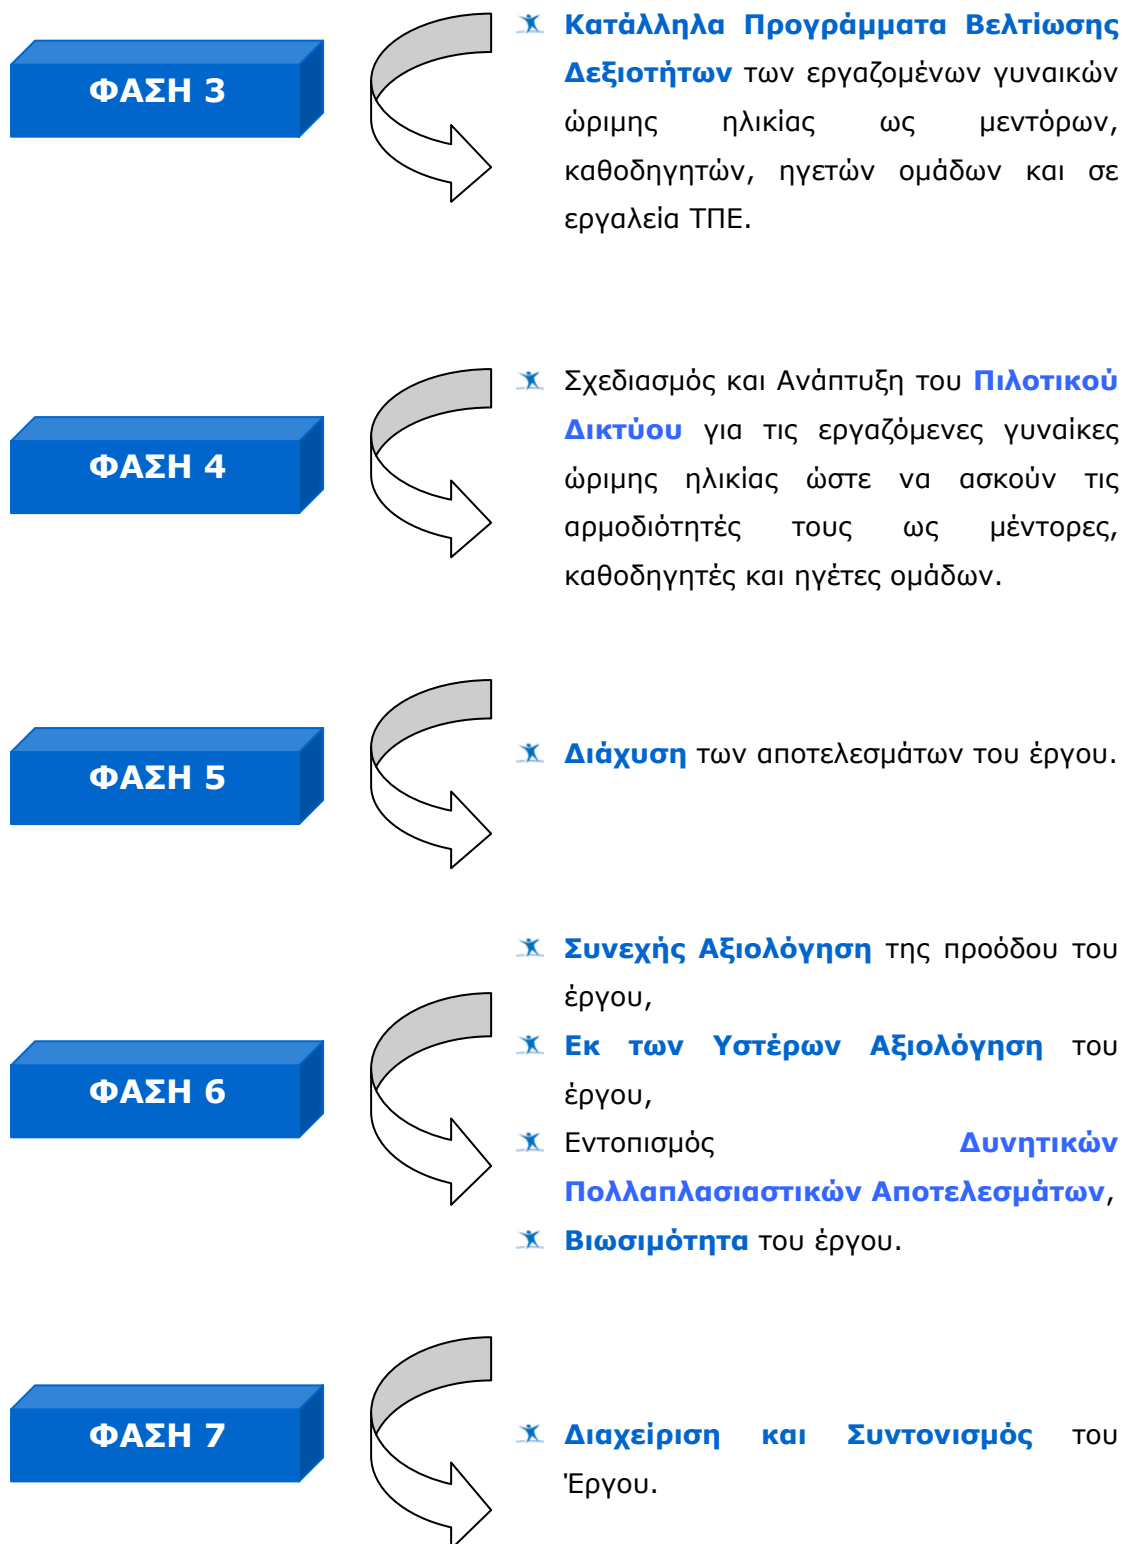 ΦΑΣΗ 3
Κατάλληλα Προγράμματα Βελτίωσης
Δεξιοτήτων των εργαζομένων γυναικών
ώριμης ηλικίας ως μεντόρων,
καθοδηγητών, ηγετών ομάδων και σε
εργαλεία ΤΠΕ.
ΦΑΣΗ 4
Σχεδιασμός και Ανάπτυξη του Πιλοτικού
Δικτύου για τις εργαζόμενες γυναίκες
ώριμης ηλικίας ώστε να ασκούν τις
αρμοδιότητές τους ως μέντορες,
καθοδηγητές και ηγέτες ομάδων.
ΦΑΣΗ 5
Διάχυση των αποτελεσμάτων του έργου.
ΦΑΣΗ 6
Συνεχής Αξιολόγηση της προόδου του
έργου,
Εκ των Υστέρων Αξιολόγηση του
έργου,
Εντοπισμός Δυνητικών
Πολλαπλασιαστικών Αποτελεσμάτων,
Βιωσιμότητα του έργου.
ΦΑΣΗ 7
Διαχείριση και Συντονισμός του
Έργου.